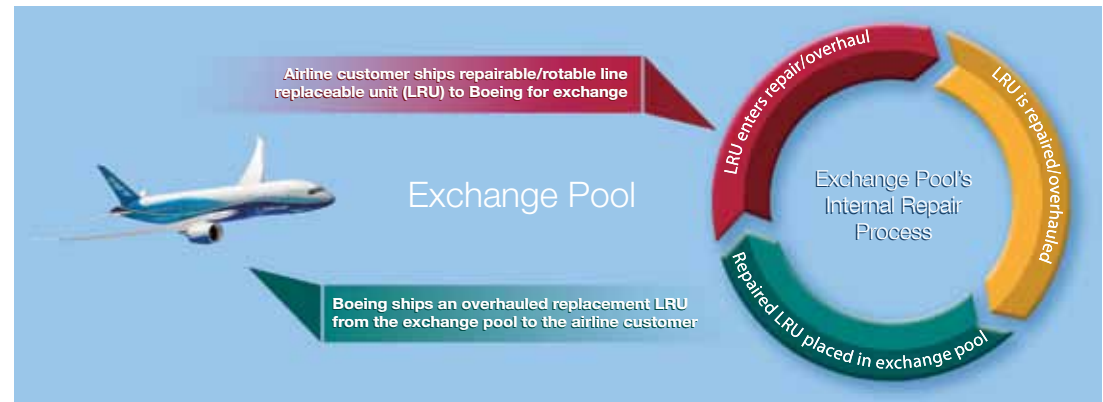 Airline customer ships repairable/rotable line
replaceable unit (LRU) to Boeing for exchange
Exchange Pool
Boeing ships an overhauled replacement LRU
from the exchange pool to the airline customer
LRU enters repair/overhaul
LRU is repaired/overhauled
Repaired LRU placed in exchange pool
Exchange Pool's
Internal Repair
Process